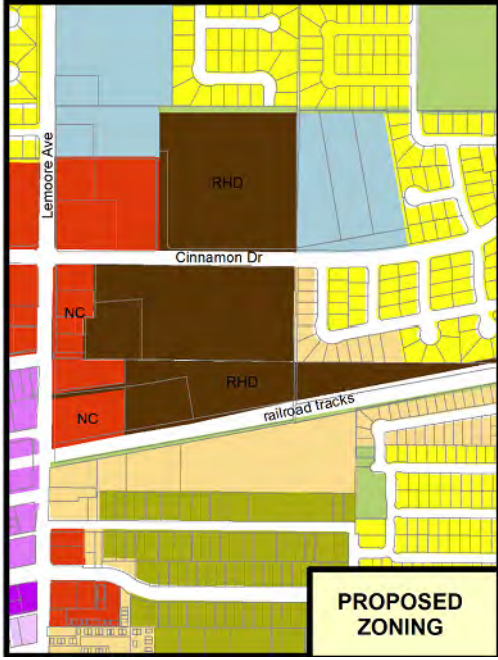 Lemoore Ave
RHD
Cinnamon Dr
NC
RHD
NC
railroad tracks
PROPOSED
ZONING